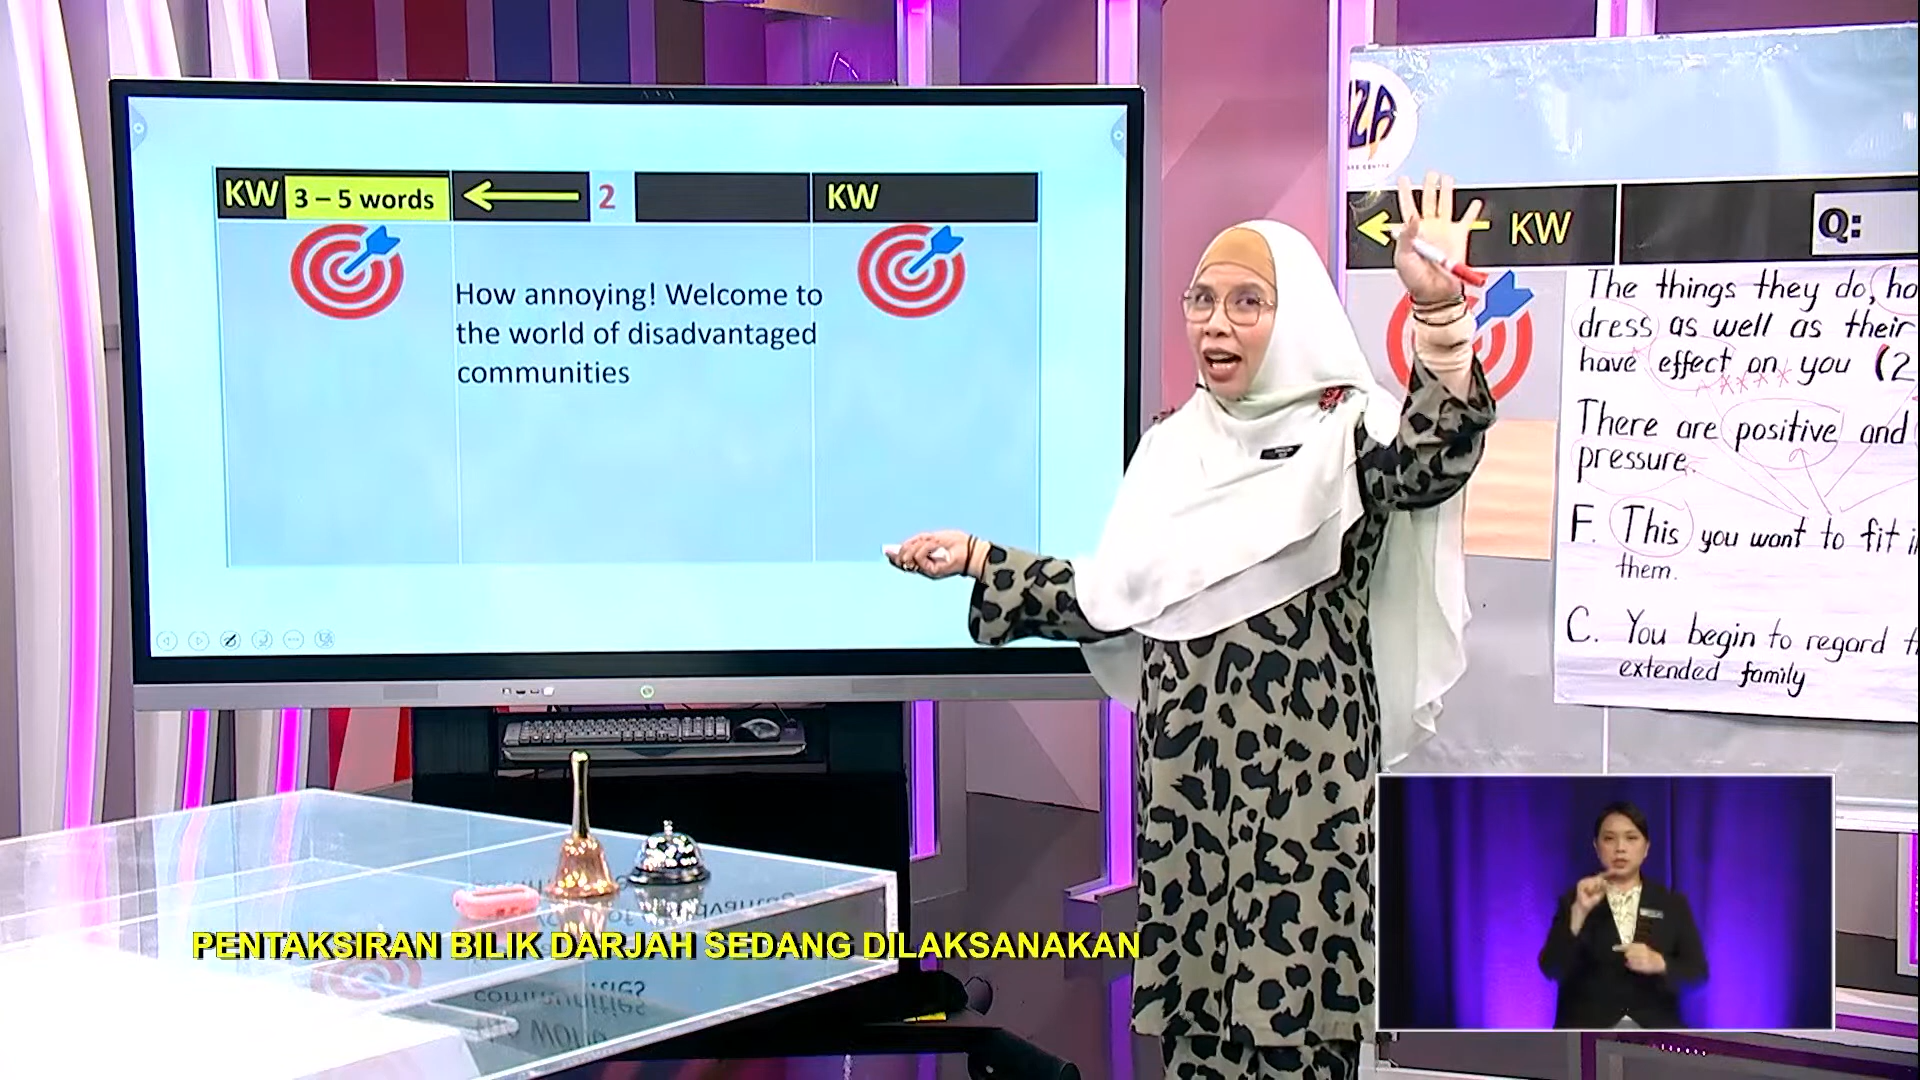 KW 3 – 5 words 2 KW
How annoying! Welcome to
the world of disadvantaged
communities
KW Q:
The things they do, ho
dress as well as their
have effect on you (2
There are positive and
pressure.
F. This you want to fit i
them.
C. You begin to regard t
extended family
PENTAKSIRAN BILIK DARJAH SEDANG DILAKSANAKAN